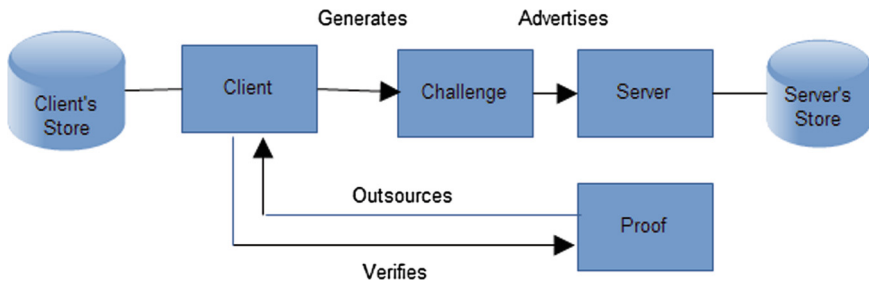 Generates
Advertises
Client's
Store
Client
Challenge
Server
Server's
Store
Outsources
Proof
Verifies